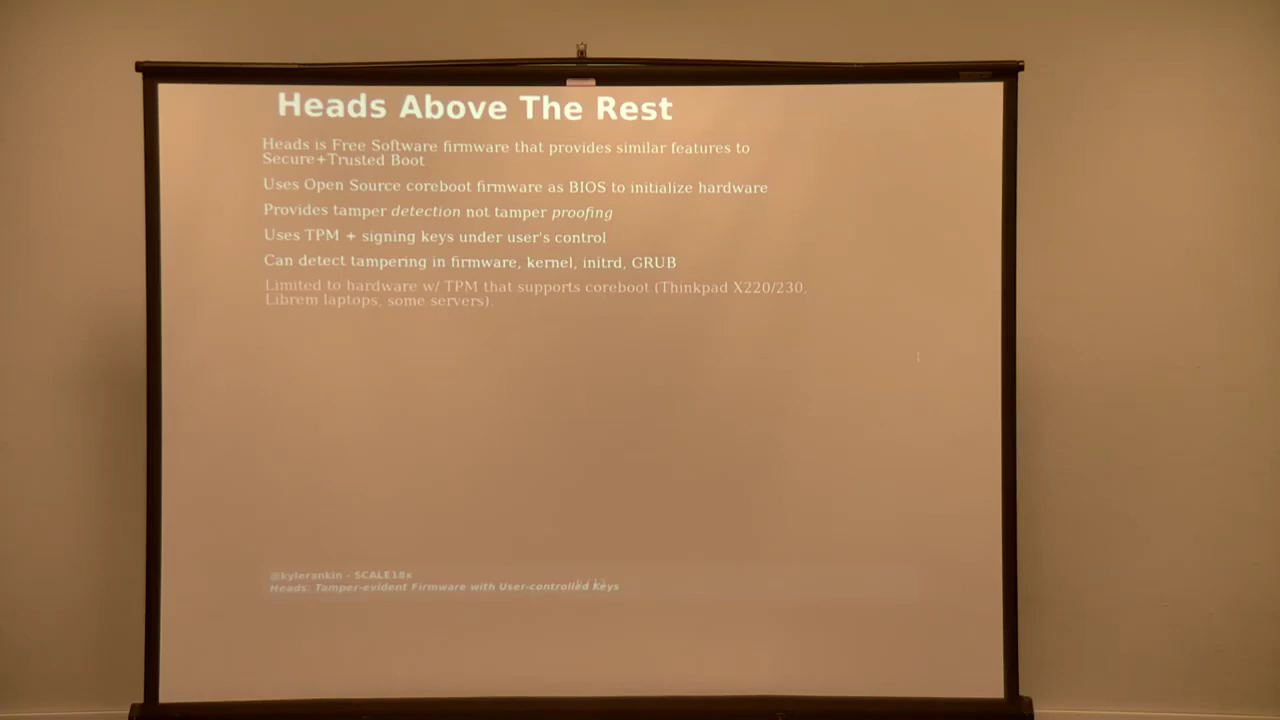 Heads Above The Rest
Heads is Free Software firmware that provides similar features to
Secure+Trusted Boot
Uses Open Source coreboot firmware as BIOS to initialize hardware
Provides tamper detection not tamper proofing
Uses TPM + signing keys under user's control
Can detect tampering in firmware, kernel, initrd, GRUB
Limited to hardware w/ TPM that supports coreboot (Thinkpad X220/230,
Librem laptops, some servers).
@kylerankin - SCALE18x
Heads: Tamper-evident Firmware with User-controlled Keys